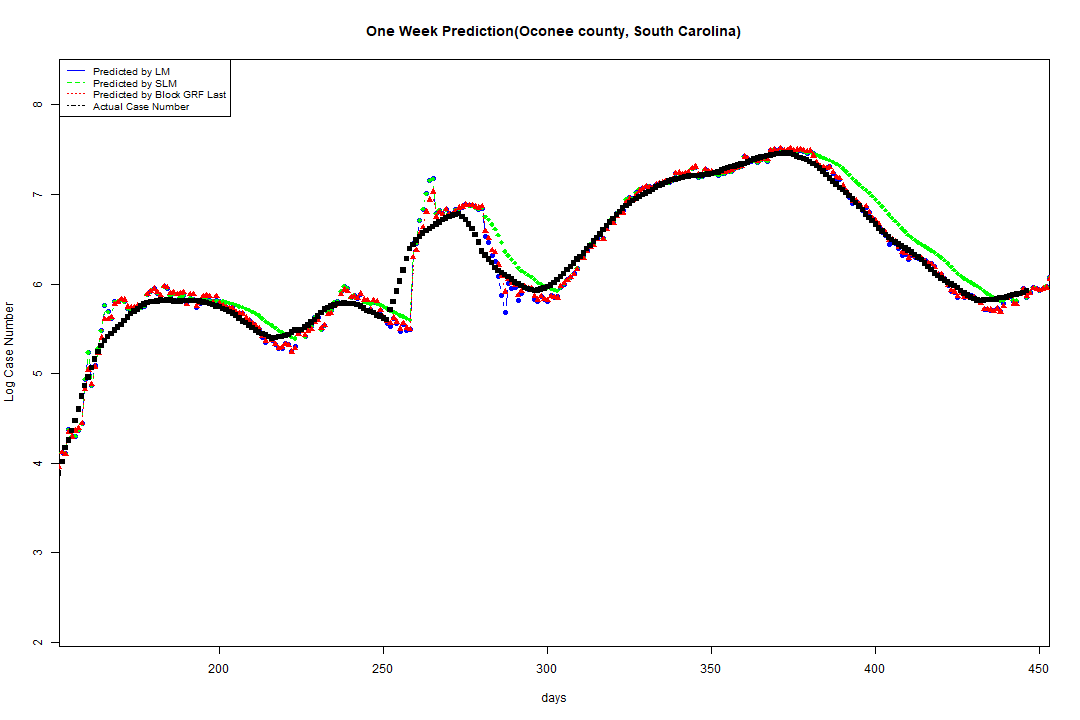 One Week Prediction(Oconee county, South Carolina)
Predicted by LM
Predicted by SLM
Predicted by Block GRF Last
Actual Case Number
8
7
6
5
4
3
2
Log Case Number
200 250 300 350 400 450
days